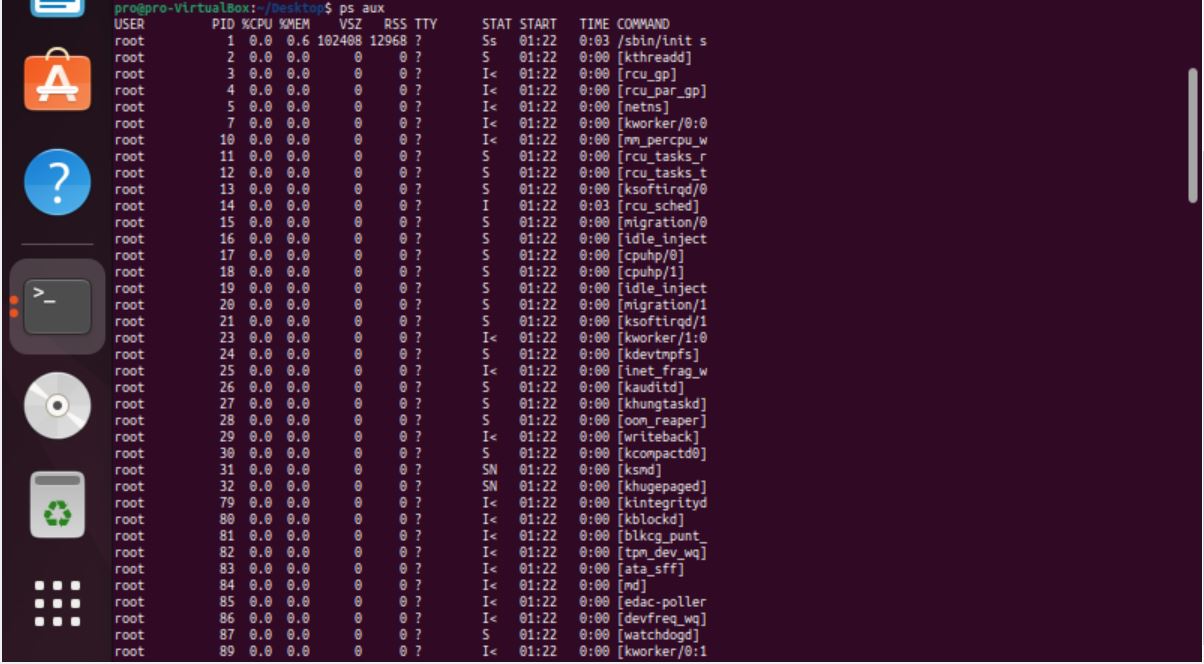 pro@pro-VirtualBox:~/Desktop$ ps aux
USER PID %CPU %MEM VSZ RSS TTY STAT START TIME COMMAND
root 1 0.0 0.6 102408 12968 ? Ss 01:22 0:03 /sbin/init s
root 2 0.0 0.0 0 0 ? S 01:22 0:00 [kthreadd]
root 3 0.0 0.0 0 0 ? I< 01:22 0:00 [rcu_gp]
root 4 0.0 0.0 0 0 ? I< 01:22 0:00 [rcu_par_gp]
root 5 0.0 0.0 0 0 ? I< 01:22 0:00 [netns]
root 7 0.0 0.0 0 0 ? I< 01:22 0:00 [kworker/0:0
root 10 0.0 0.0 0 0 ? I< 01:22 0:00 [mm_percpu_w
root 11 0.0 0.0 0 0 ? S 01:22 0:00 [rcu_tasks_r
root 12 0.0 0.0 0 0 ? S 01:22 0:00 [rcu_tasks_t
root 13 0.0 0.0 0 0 ? S 01:22 0:00 [ksoftirqd/0
root 14 0.0 0.0 0 0 ? I 01:22 0:03 [rcu_sched]
root 15 0.0 0.0 0 0 ? S 01:22 0:00 [migration/0
root 16 0.0 0.0 0 0 ? S 01:22 0:00 [idle_inject
root 17 0.0 0.0 0 0 ? S 01:22 0:00 [cpuhp/0]
root 18 0.0 0.0 0 0 ? S 01:22 0:00 [cpuhp/1]
root 19 0.0 0.0 0 0 ? S 01:22 0:00 [idle_inject
root 20 0.0 0.0 0 0 ? S 01:22 0:00 [migration/1
root 21 0.0 0.0 0 0 ? S 01:22 0:00 [ksoftirqd/1
root 23 0.0 0.0 0 0 ? I< 01:22 0:00 [kworker/1:0
root 24 0.0 0.0 0 0 ? S 01:22 0:00 [kdevtmpfs]
root 25 0.0 0.0 0 0 ? I< 01:22 0:00 [inet_frag_w
root 26 0.0 0.0 0 0 ? S 01:22 0:00 [kauditd]
root 27 0.0 0.0 0 0 ? S 01:22 0:00 [khungtaskd]
root 28 0.0 0.0 0 0 ? S 01:22 0:00 [oom_reaper]
root 29 0.0 0.0 0 0 ? I< 01:22 0:00 [writeback]
root 30 0.0 0.0 0 0 ? S 01:22 0:00 [kcompactd0]
root 31 0.0 0.0 0 0 ? SN 01:22 0:00 [ksmd]
root 32 0.0 0.0 0 0 ? SN 01:22 0:00 [khugepaged]
root 79 0.0 0.0 0 0 ? I< 01:22 0:00 [kintegrityd
root 80 0.0 0.0 0 0 ? I< 01:22 0:00 [kblockd]
root 81 0.0 0.0 0 0 ? I< 01:22 0:00 [blkcg_punt_
root 82 0.0 0.0 0 0 ? I< 01:22 0:00 [tpm_dev_wq]
root 83 0.0 0.0 0 0 ? I< 01:22 0:00 [ata_sff]
root 84 0.0 0.0 0 0 ? I< 01:22 0:00 [md]
root 85 0.0 0.0 0 0 ? I< 01:22 0:00 [edac-poller
root 86 0.0 0.0 0 0 ? I< 01:22 0:00 [devfreq_wq]
root 87 0.0 0.0 0 0 ? S 01:22 0:00 [watchdogd]
root 89 0.0 0.0 0 0 ? I< 01:22 0:00 [kworker/0:1